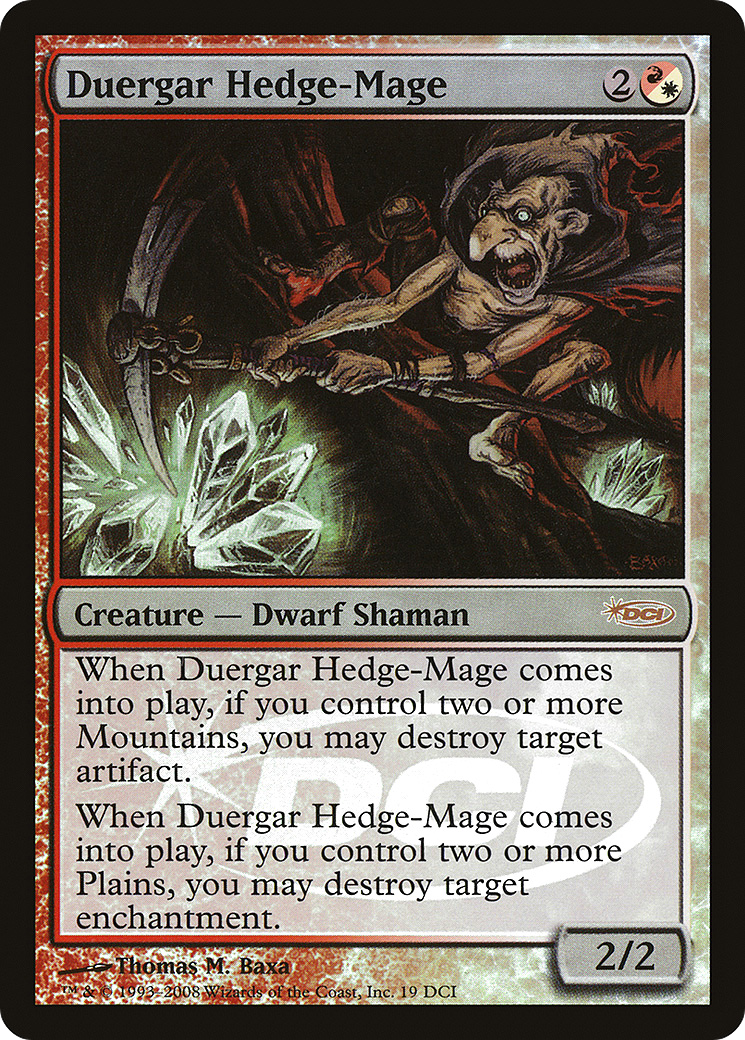 Duergar Hedge-Mage 2
BAXA
Creature — Dwarf Shaman
DCI
When Duergar Hedge-Mage comes
into play, if you control two or more
Mountains, you may destroy target
artifact.
When Duergar Hedge-Mage comes
into play, if you control two or more
Plains, you may destroy target
enchantment.
DCI
2/2
Thomas M. Baxa
™ & © 1993–2008 Wizards of the Coast, Inc. 19 DCI